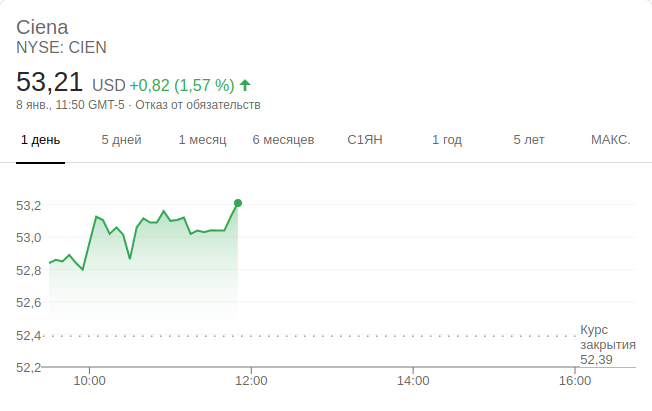 Ciena
NYSE: CIEN
53,21 USD +0,82 (1,57 %)
8 янв., 11:50 GMT-5 · Отказ от обязательств
1 день 5 дней 1 месяц 6 месяцев С1ЯН 1 год 5 лет МАКС.
53,2
53,0
52,8
52,6
52,4
Курс
закрытия
52,39
52,2
10:00 12:00 14:00 16:00